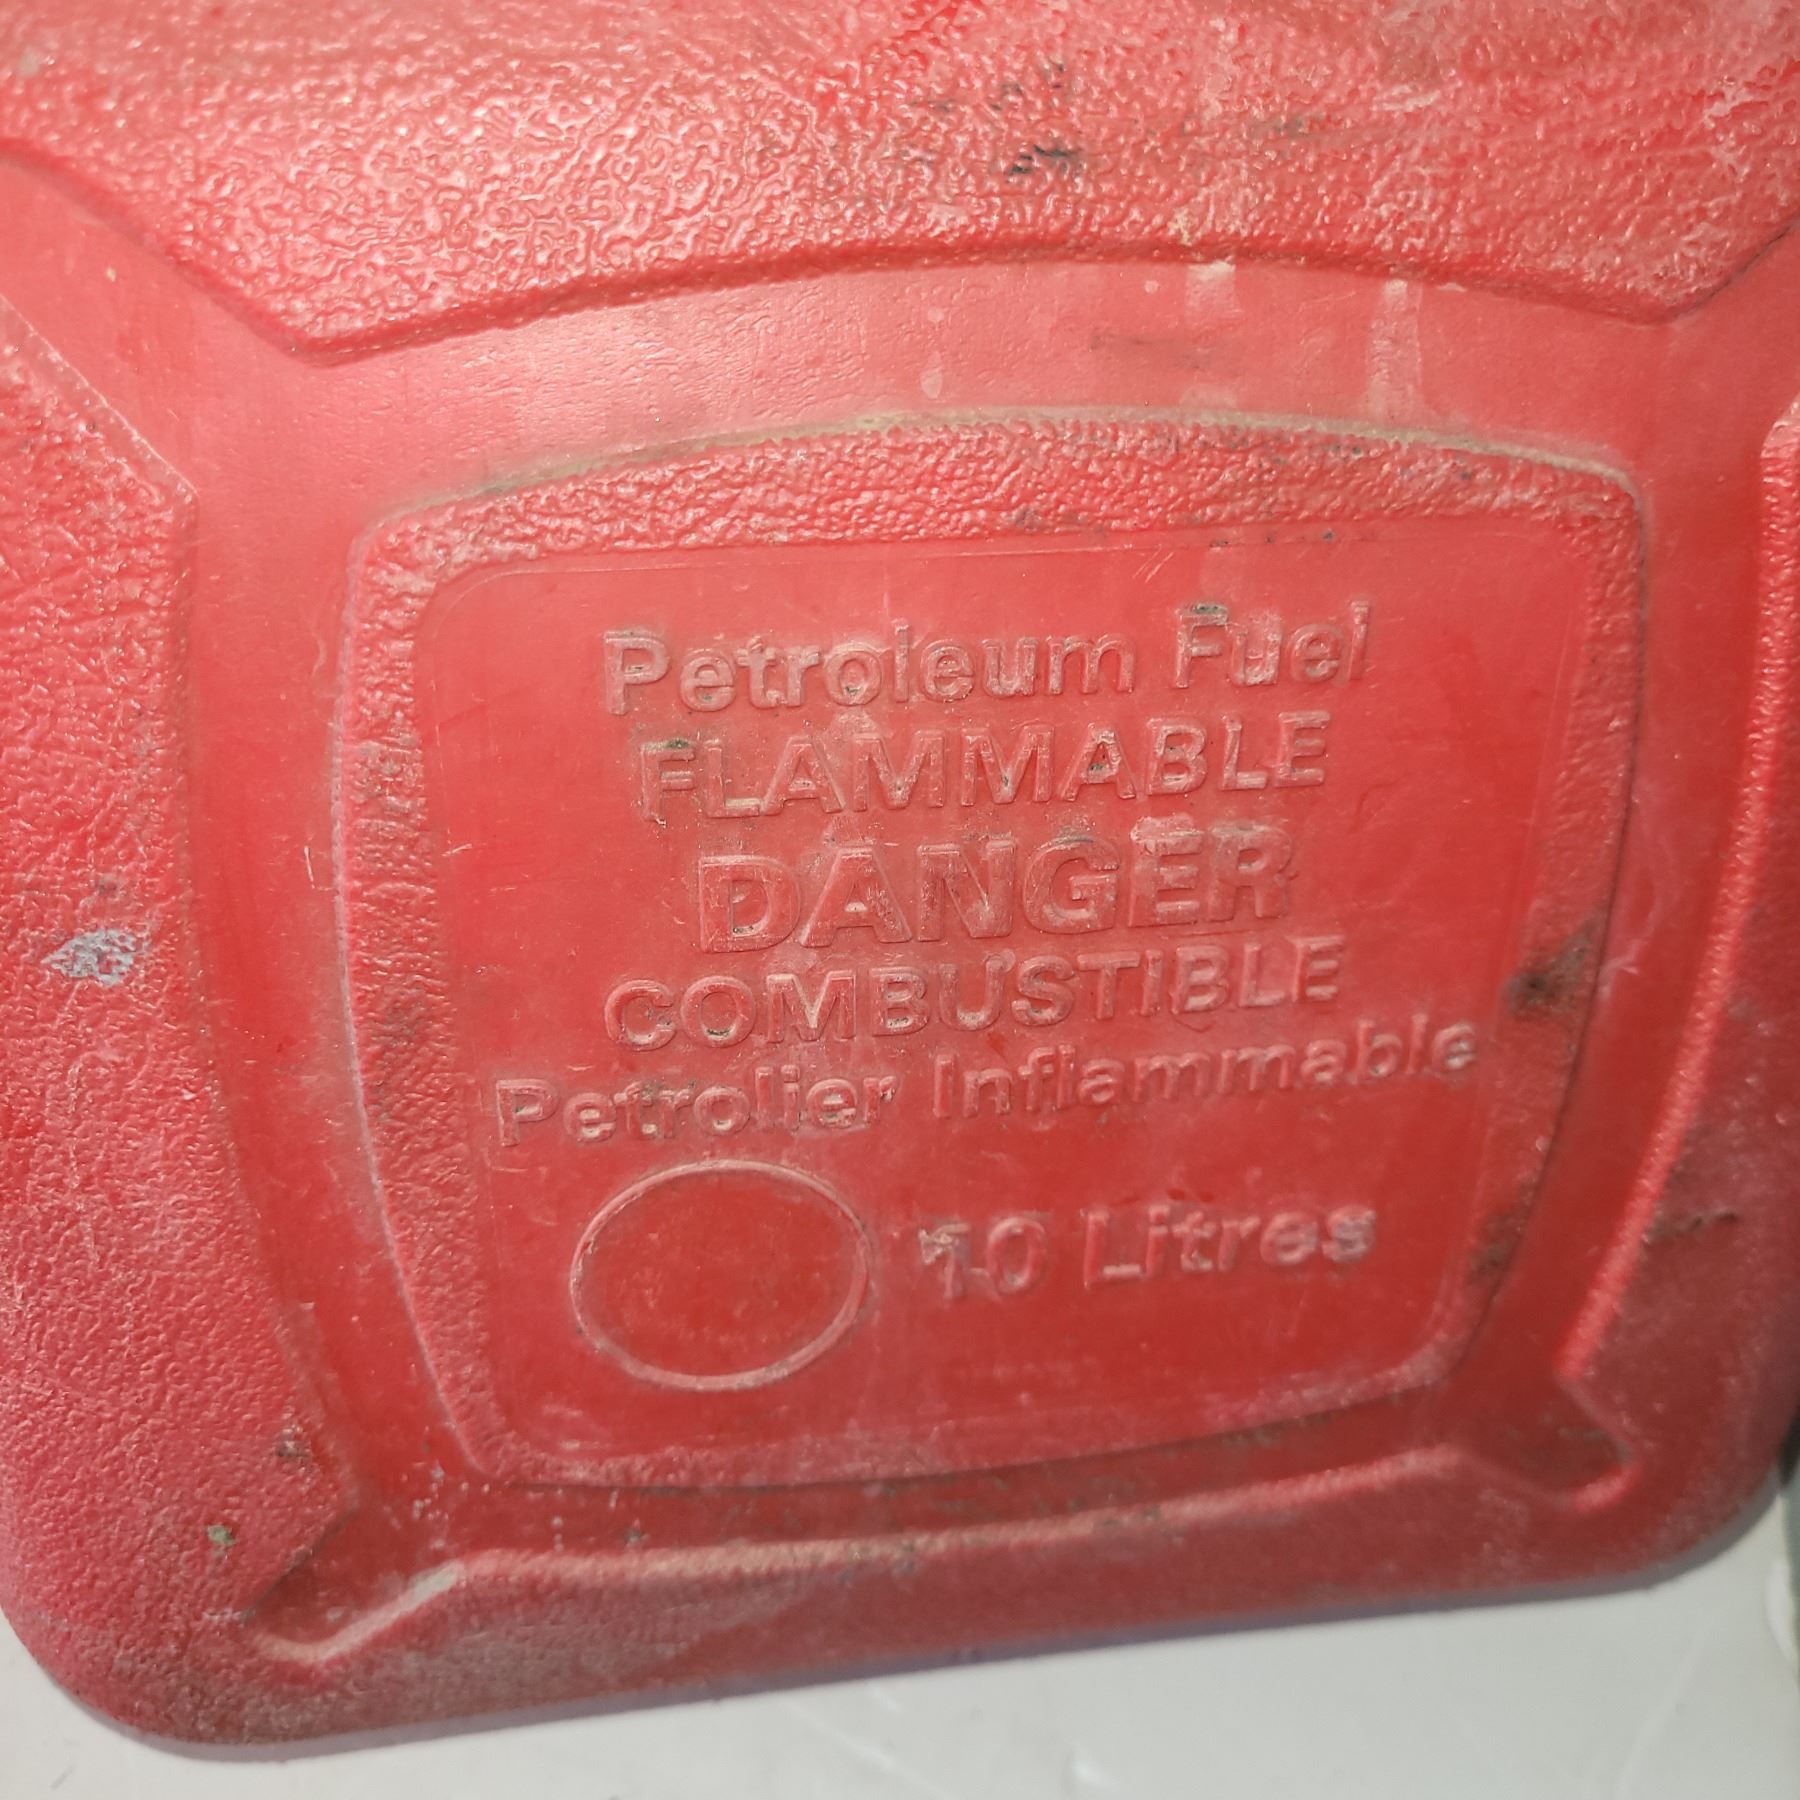 Petroleum Fuel
FLAMMABLE
DANGER
COMBUSTIBLE
Petrolier Inflammable
10 Litres